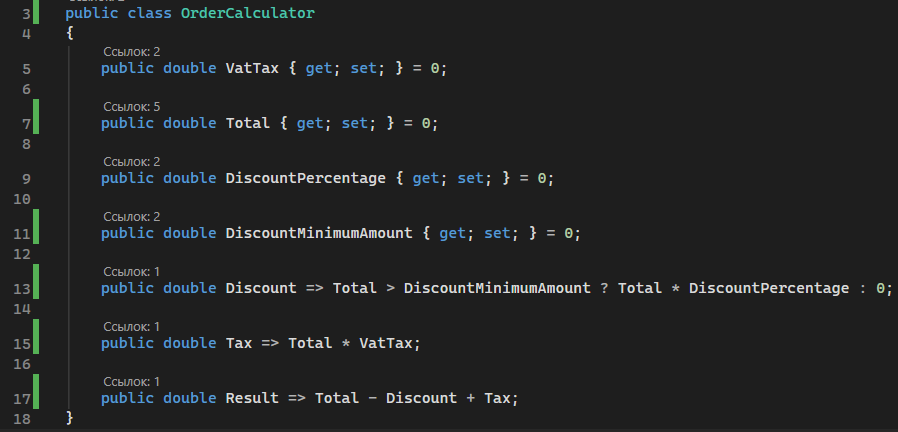 3 public class OrderCalculator
4 {
Ссылок: 2
5 public double VatTax { get; set; } = 0;
6
Ссылок: 5
7 public double Total { get; set; } = 0;
8
Ссылок: 2
9 public double DiscountPercentage { get; set; } = 0;
10
Ссылок: 2
11 public double DiscountMinimumAmount { get; set; } = 0;
12
Ссылок: 1
13 public double Discount => Total > DiscountMinimumAmount ? Total * DiscountPercentage : 0;
14
Ссылок: 1
15 public double Tax => Total * VatTax;
16
Ссылок: 1
17 public double Result => Total - Discount + Tax;
18 }